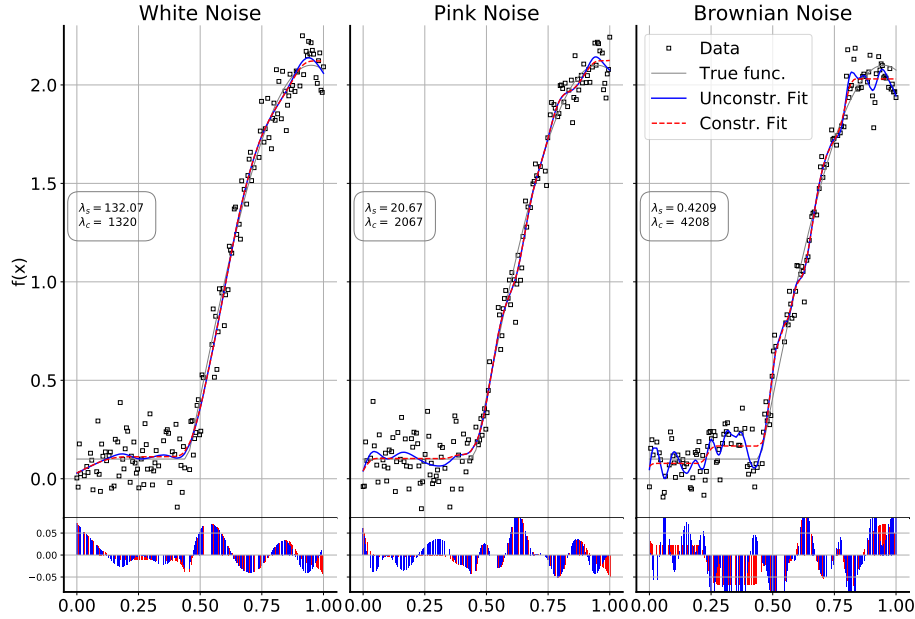 White Noise
Pink Noise
Brownian Noise
f(x)
2.0
1.5
1.0
0.5
0.0
λs = 132.07
λc = 1320
λs = 20.67
λc = 2067
Data
True func.
Unconstr. Fit
Constr. Fit
λs = 0.4209
λc = 4208
0.05
0.00
−0.05
0.00 0.25 0.50 0.75 1.00
0.00 0.25 0.50 0.75 1.00
0.00 0.25 0.50 0.75 1.00